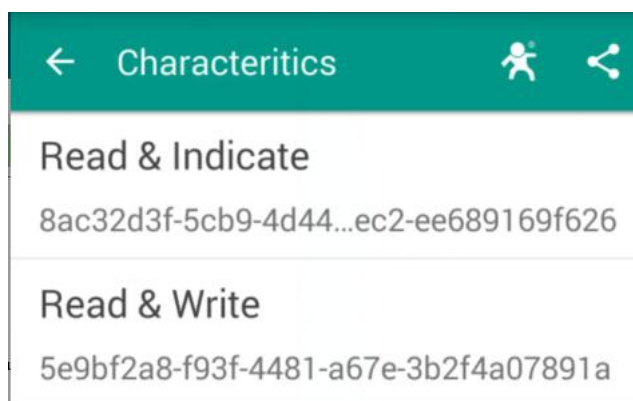 Characteritics
Read & Indicate
8ac32d3f-5cb9-4d44...ec2-ee689169f626
Read & Write
5e9bf2a8-f93f-4481-a67e-3b2f4a07891a